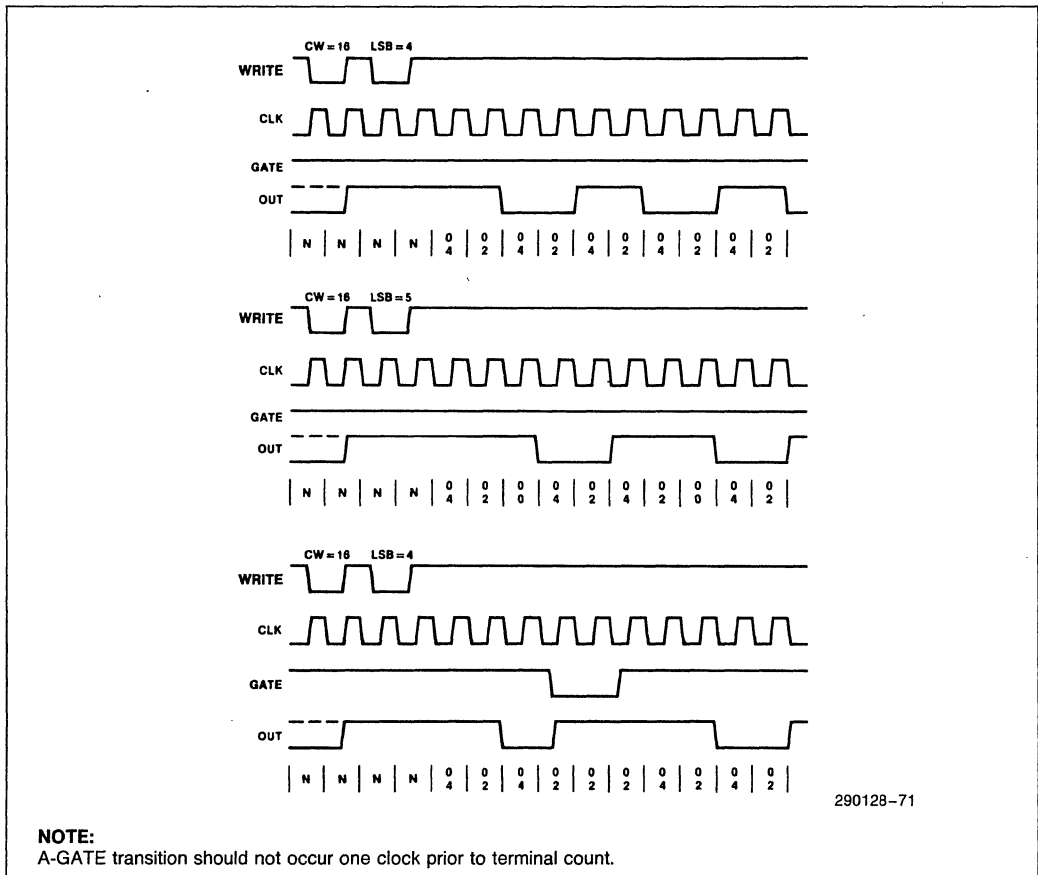 CW = 16 LSB = 4
WRITE
CLK
GATE
OUT
| N | N | N | N | 0 4 | 0 2 | 0 4 | 0 2 | 0 4 | 0 2 | 0 4 | 0 2 | 0 4 | 0 2 |
CW = 16 LSB = 5
WRITE
CLK
GATE
OUT
| N | N | N | N | 0 4 | 0 2 | 0 0 | 0 4 | 0 2 | 0 4 | 0 2 | 0 0 | 0 4 | 0 2 |
CW = 16 LSB = 4
WRITE
CLK
GATE
OUT
| N | N | N | N | 0 4 | 0 2 | 0 4 | 0 2 | 0 2 | 0 2 | 0 4 | 0 2 | 0 4 | 0 2 |
290128-71
NOTE:
A-GATE transition should not occur one clock prior to terminal count.